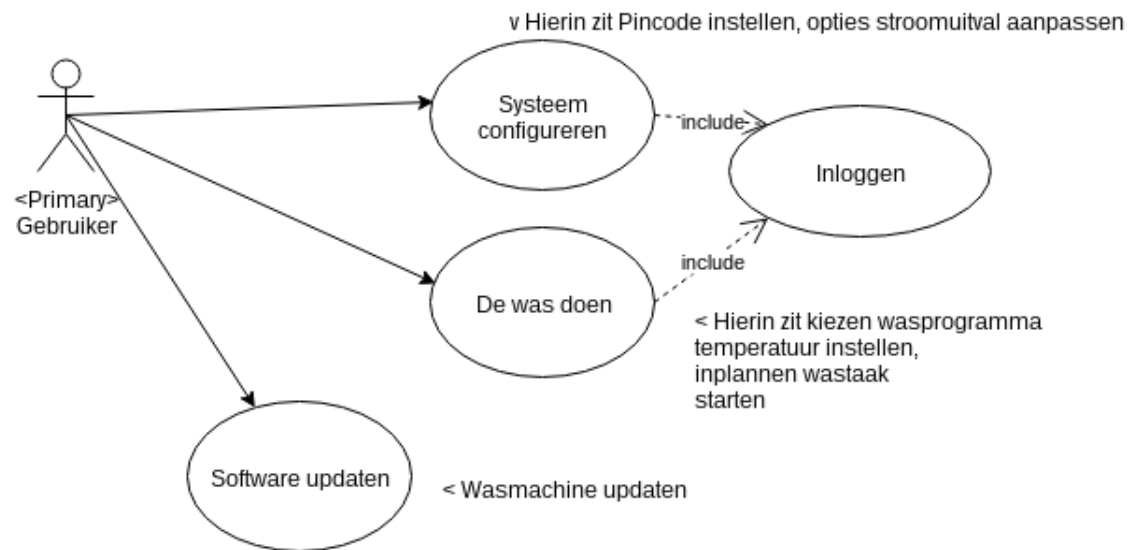 v Hierin zit Pincode instellen, opties stroomuitval aanpassen
Systeem
configureren
include
Inloggen
<Primary>
Gebruiker
include
De was doen
< Hierin zit kiezen wasprogramma
temperatuur instellen,
inplannen wastaak
starten
Software updaten
< Wasmachine updaten